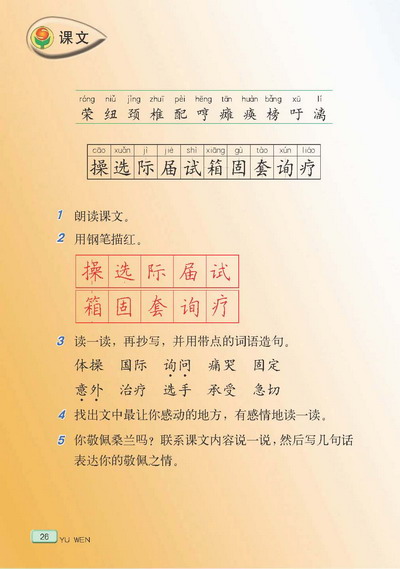 课文
róng niǔ jǐng zhuī pèi hēng tān huàn bǎng xū lí
荣 纽 颈 椎 配 哼 瘫 痪 榜 吁 漓
cāo xuǎn jì jiè shì xiāng gù tào xún liáo
操 选 际 届 试 箱 固 套 询 疗
1 朗读课文。
2 用钢笔描红。
操 选 际 届 试
箱 固 套 询 疗
3 读一读,再抄写,并用带点的词语造句。
体操 国际 询问 痛哭 固定
意外 治疗 选手 承受 急切
4 找出文中最让你感动的地方,有感情地读一读。
5 你敬佩桑兰吗?联系课文内容说一说,然后写几句话
表达你的敬佩之情。
26 YU WEN